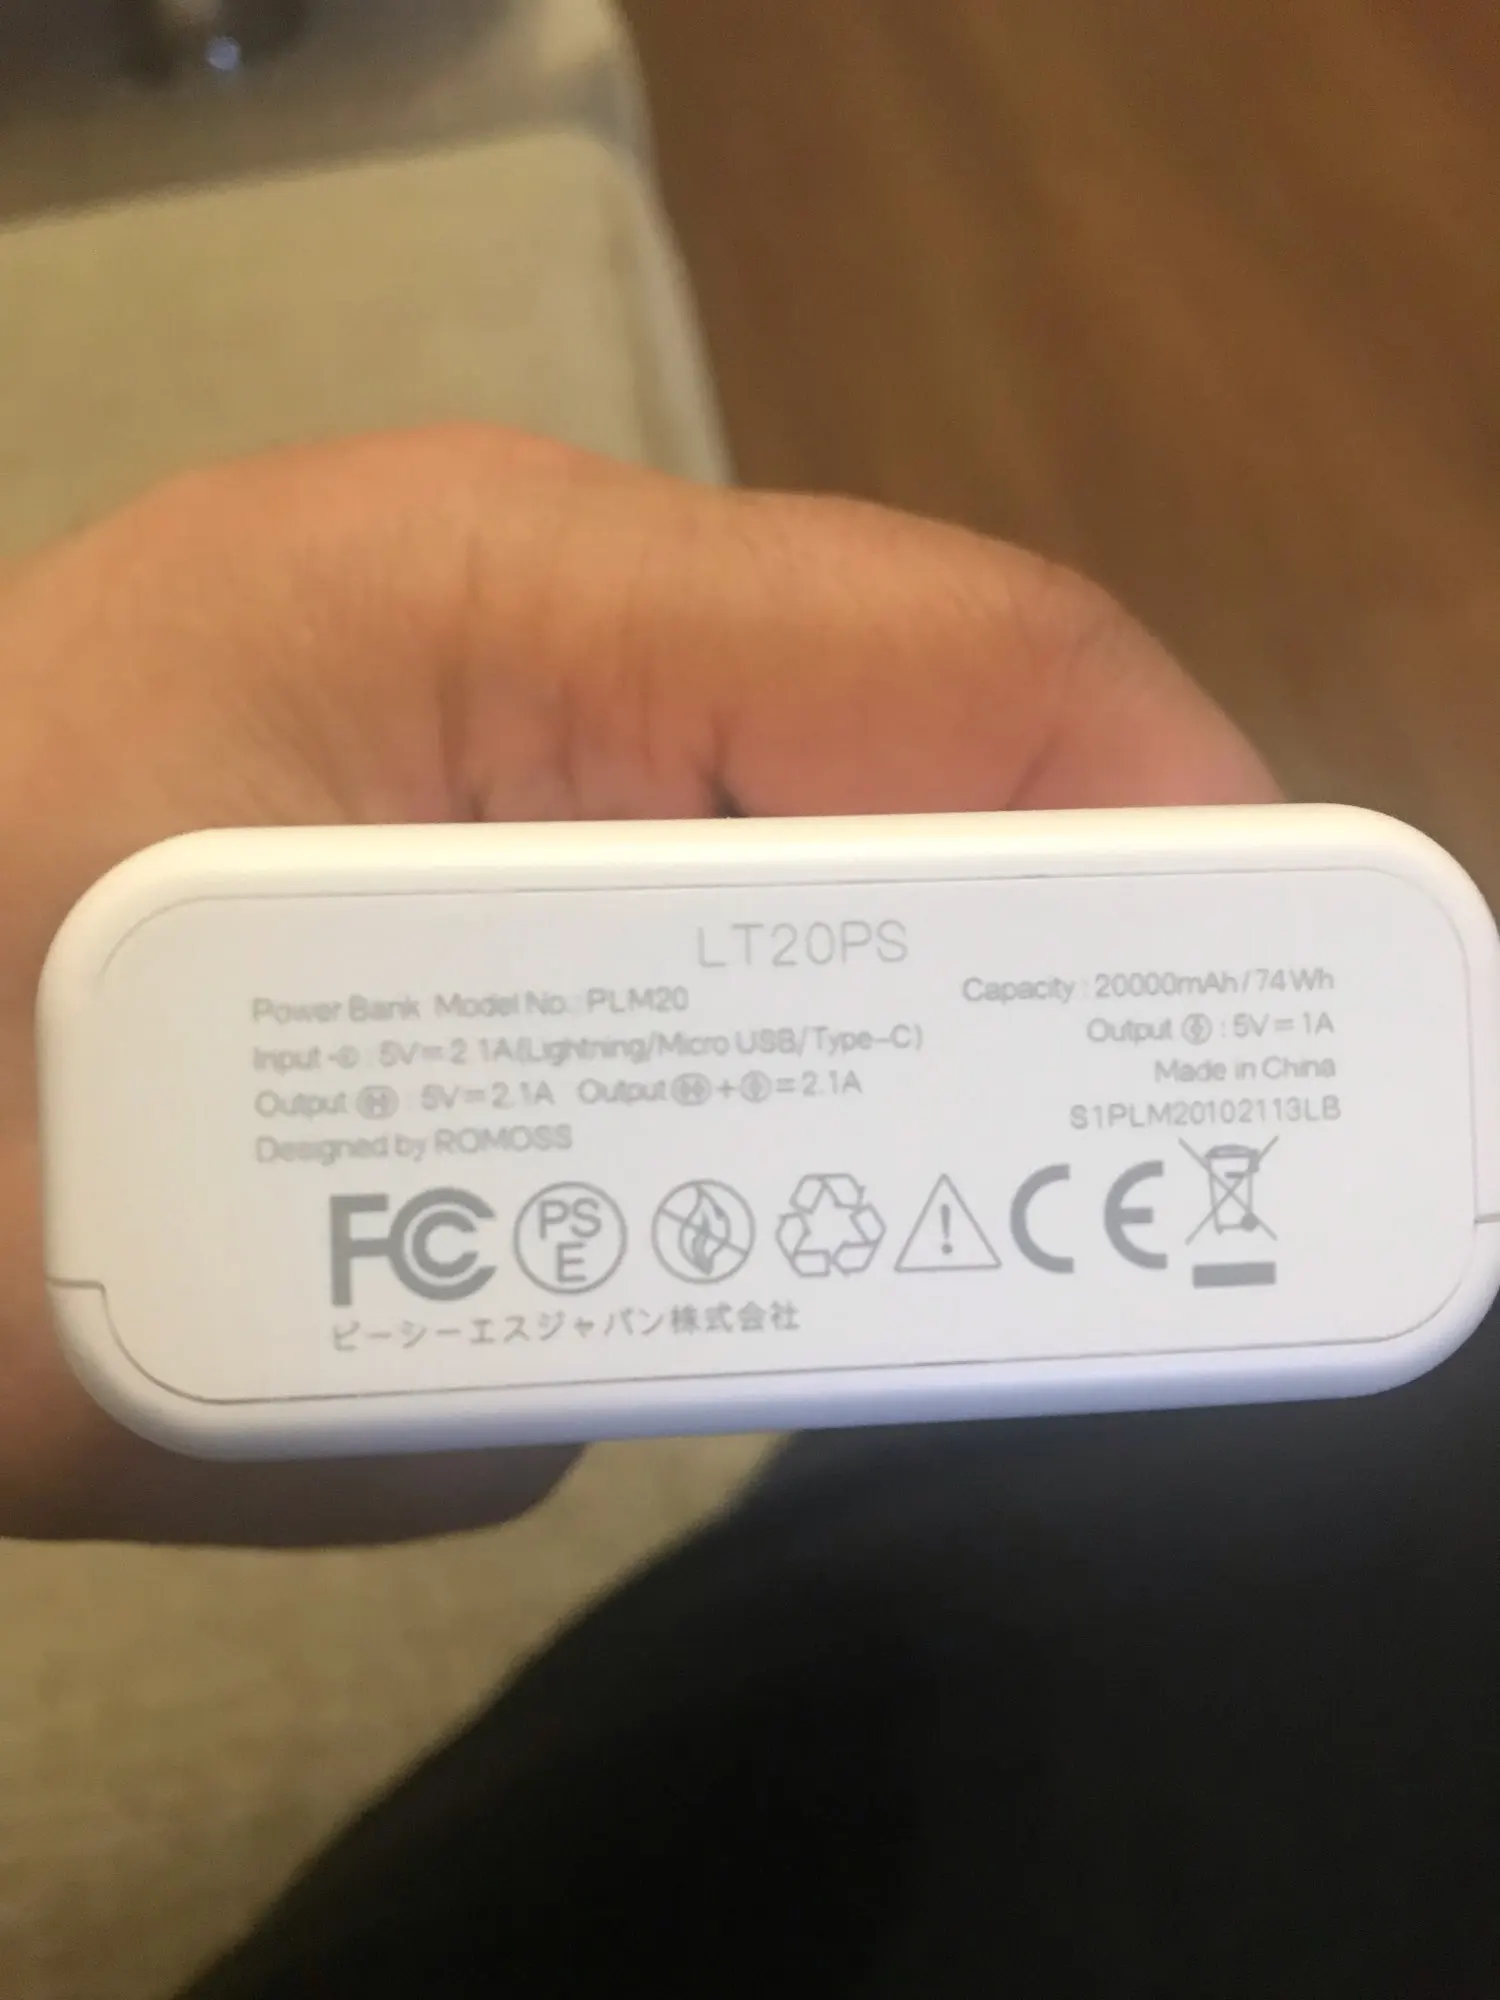 LT20PS
Power Bank Model No.: PLM20
Capacity : 20000mAh/74Wh
Input : 5V⎓2.1A(Lightning/Micro USB/Type-C)
Output : 5V⎓1A
Output : 5V⎓2.1A Output + = 2.1A
Made in China
Designed by ROMOSS
S1PLM20102113LB
FC
PS
E
CE
ピーシーエスジャパン株式会社